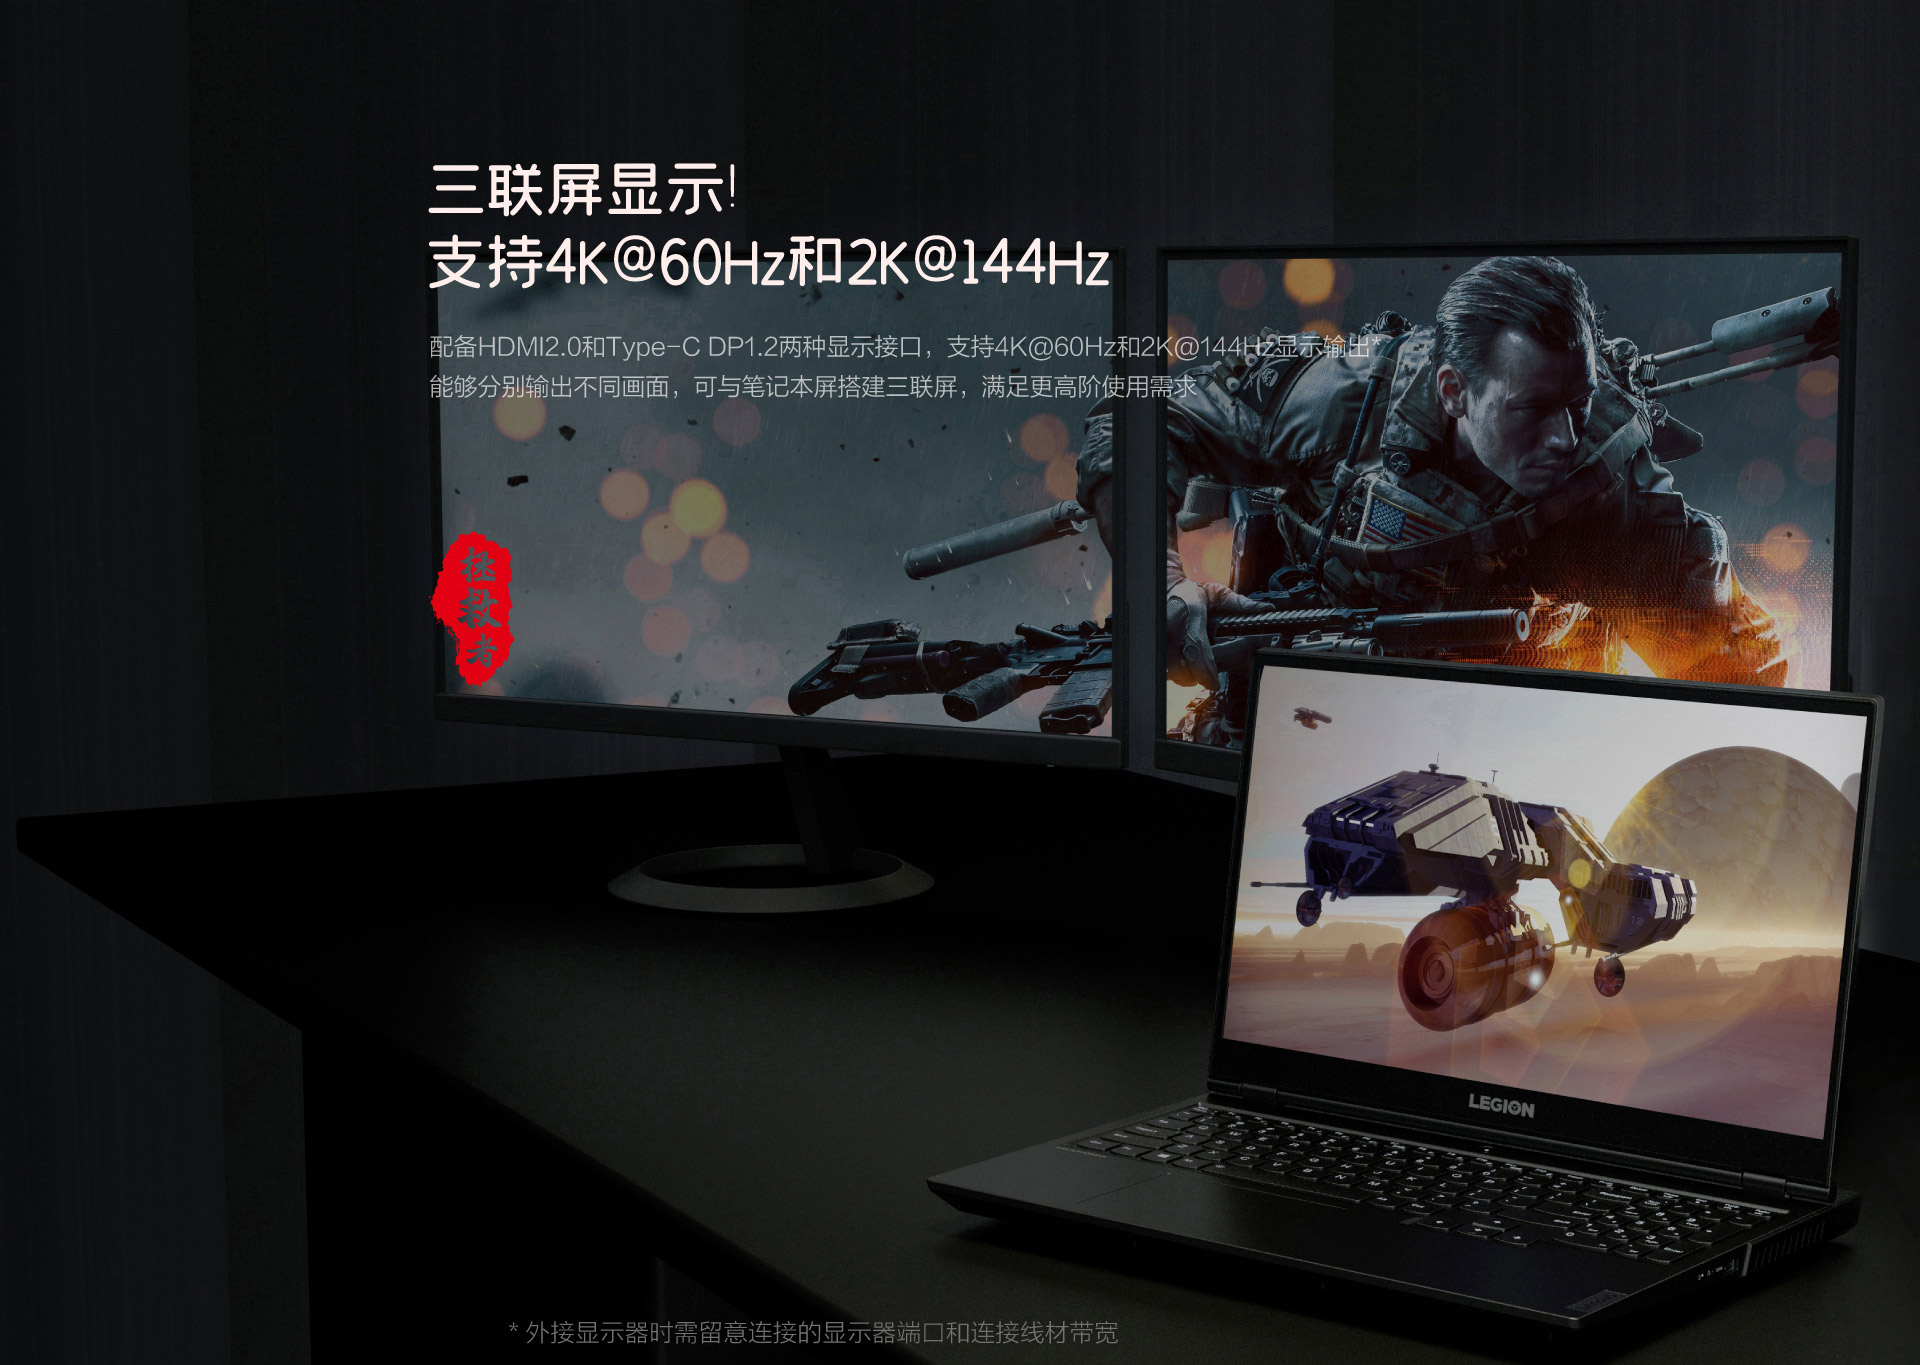 三联屏显示!
支持4K@60Hz和2K@144Hz
配备HDMI2.0和Type-C DP1.2两种显示接口，支持4K@60Hz和2K@144Hz显示输出*
能够分别输出不同画面，可与笔记本屏搭建三联屏，满足更高阶使用需求
拯救者
LEGION
* 外接显示器时需留意连接的显示器端口和连接线材带宽